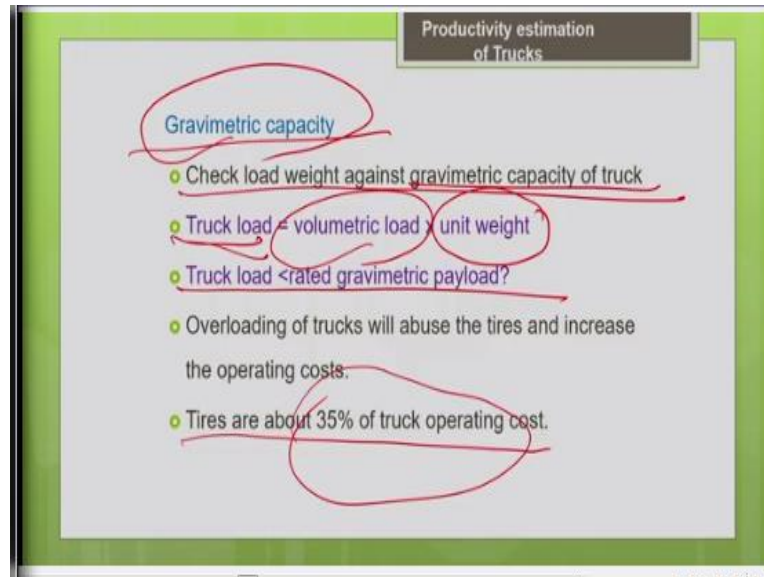 Productivity estimation
of Trucks
Gravimetric capacity
Check load weight against gravimetric capacity of truck
Truck load = volumetric load x unit weight
Truck load <rated gravimetric payload?
Overloading of trucks will abuse the tires and increase
the operating costs.
Tires are about 35% of truck operating cost.